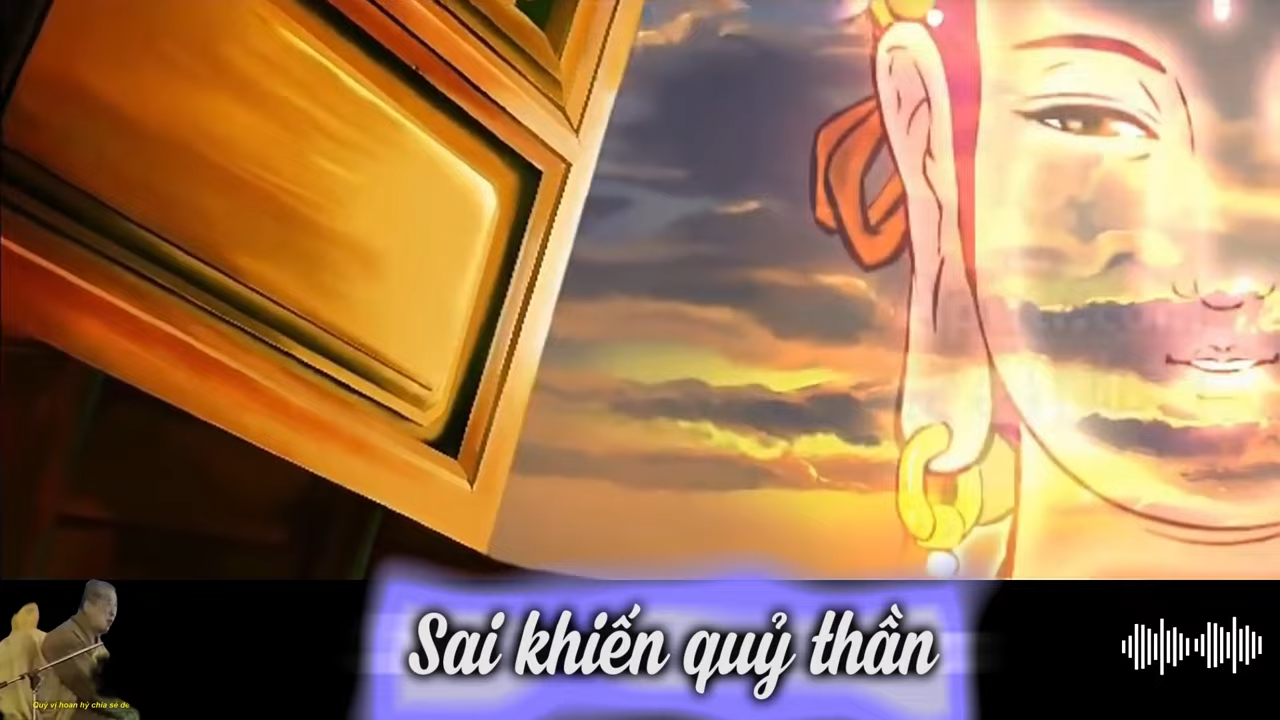 Sai khiến quỷ thần
Quý vị hoan hỷ chia sẻ để